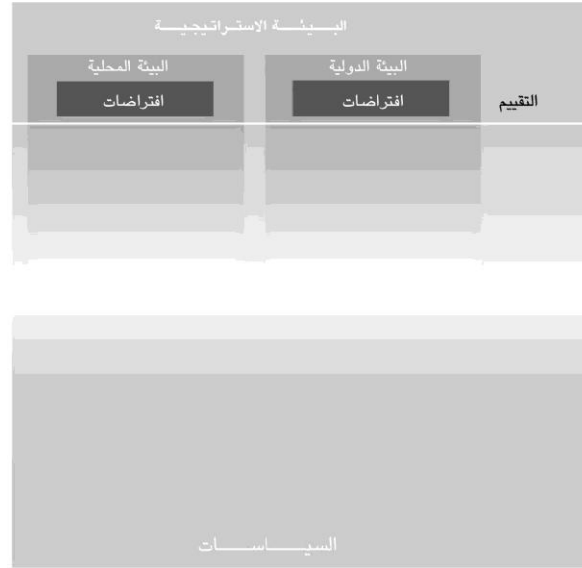 البيئة الاستراتيجية
البيئة الدولية
البيئة المحلية
افتراضات
افتراضات
التقييم
السياسات